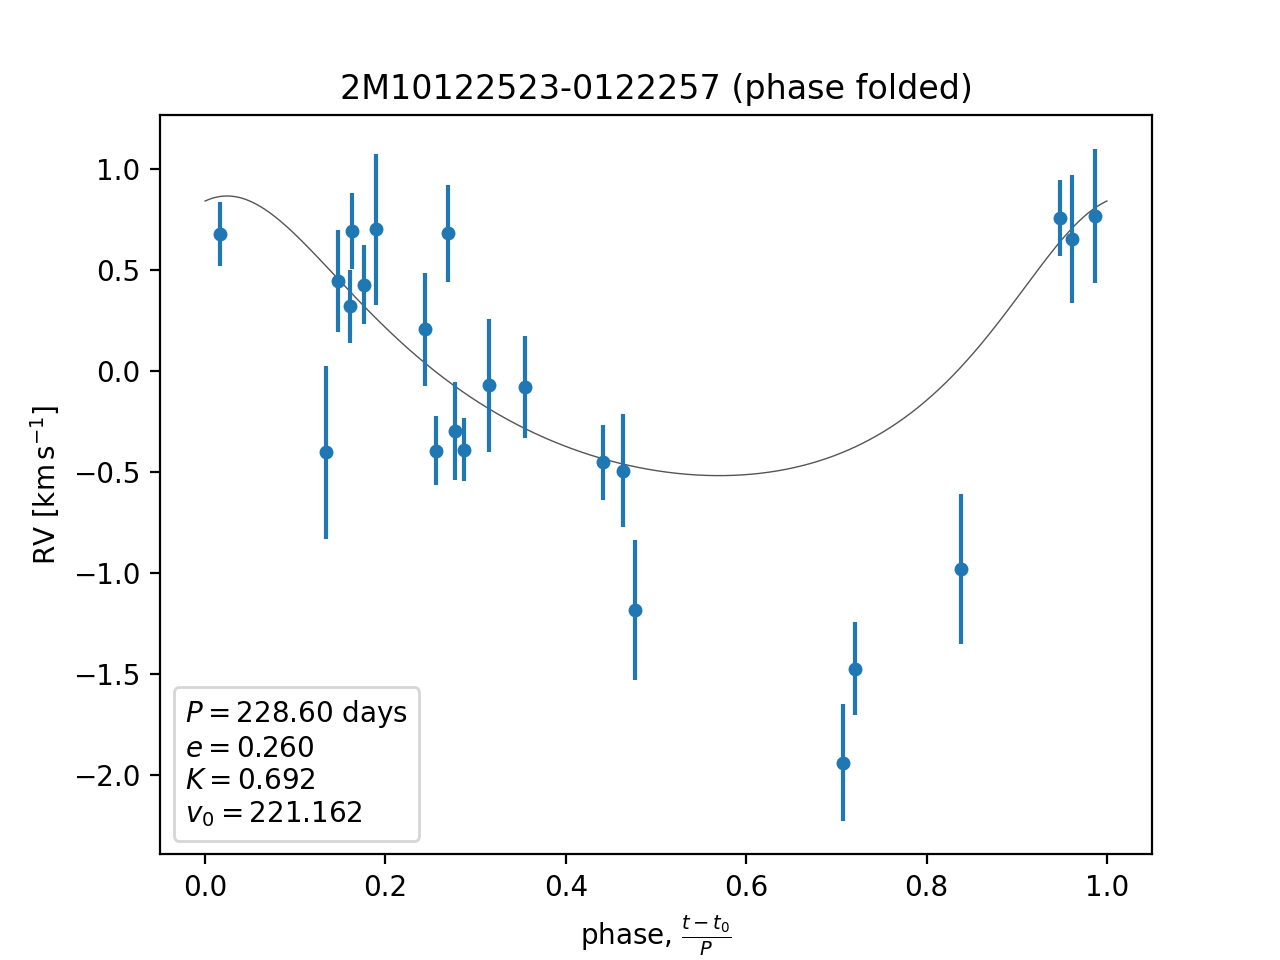 2M10122523-0122257 (phase folded)
1.0
0.5
0.0
−0.5
−1.0
−1.5
−2.0
RV [km s⁻¹]
P = 228.60 days
e = 0.260
K = 0.692
v₀ = 221.162
0.0 0.2 0.4 0.6 0.8 1.0
phase, (t − t₀)/P